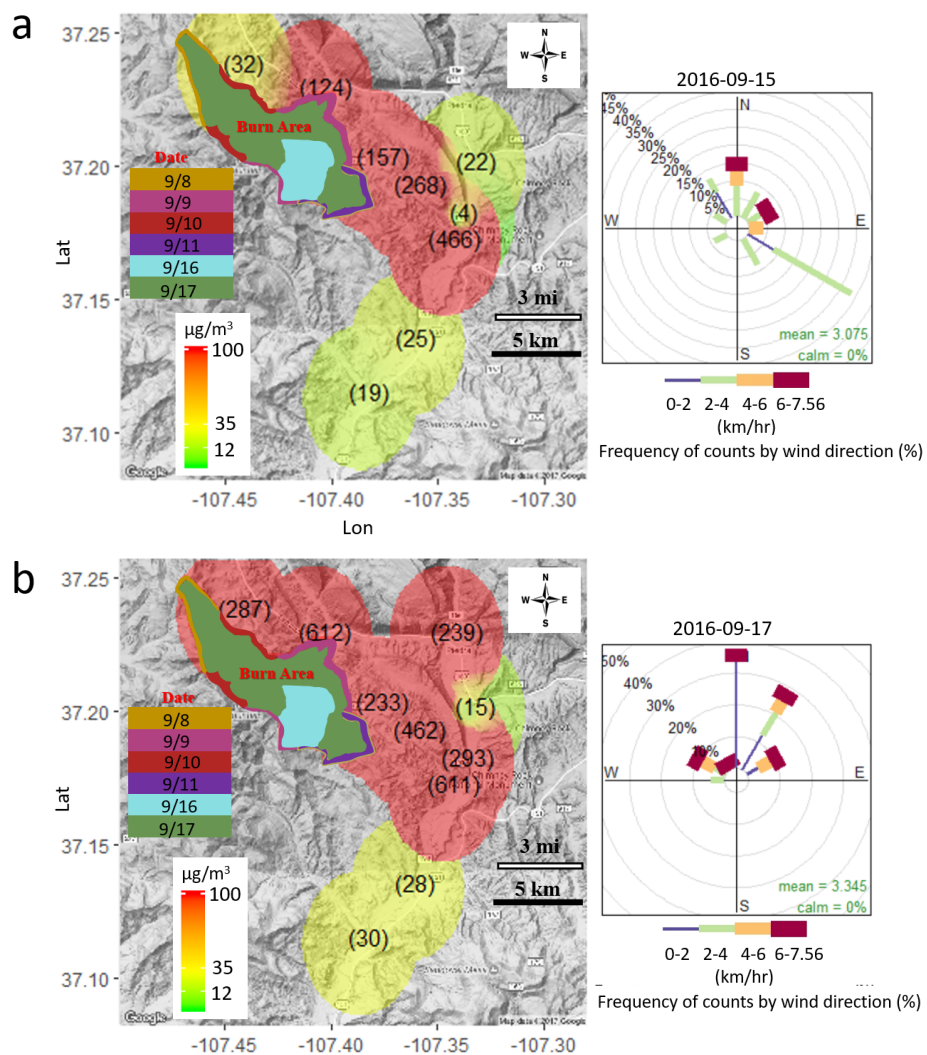 a
37.25
37.20
37.15
37.10
Lat
-107.45
-107.40
-107.35
-107.30
Lon
N
W
E
S
(32)
(124)
(157)
(268)
(22)
(4)
(466)
(25)
(19)
Burn Area
Date
9/8
9/9
9/10
9/11
9/16
9/17
µg/m³
100
35
12
3 mi
5 km
Google
Map data ©2017 Google
2016-09-15
45%
40%
35%
30%
25%
20%
15%
10%
5%
N
W
E
S
mean = 3.075
calm = 0%
0-2 2-4 4-6 6-7.56
(km/hr)
Frequency of counts by wind direction (%)
b
37.25
37.20
37.15
37.10
Lat
-107.45
-107.40
-107.35
-107.30
N
W
E
S
(287)
(612)
(239)
(233)
(15)
(462)
(293)
(611)
(28)
(30)
Burn Area
Date
9/8
9/9
9/10
9/11
9/16
9/17
µg/m³
100
35
12
3 mi
5 km
Google
Map data ©2017 Google
2016-09-17
50%
40%
30%
20%
10%
W
E
S
mean = 3.345
calm = 0%
0-2 2-4 4-6 6-7.56
(km/hr)
Frequency of counts by wind direction (%)